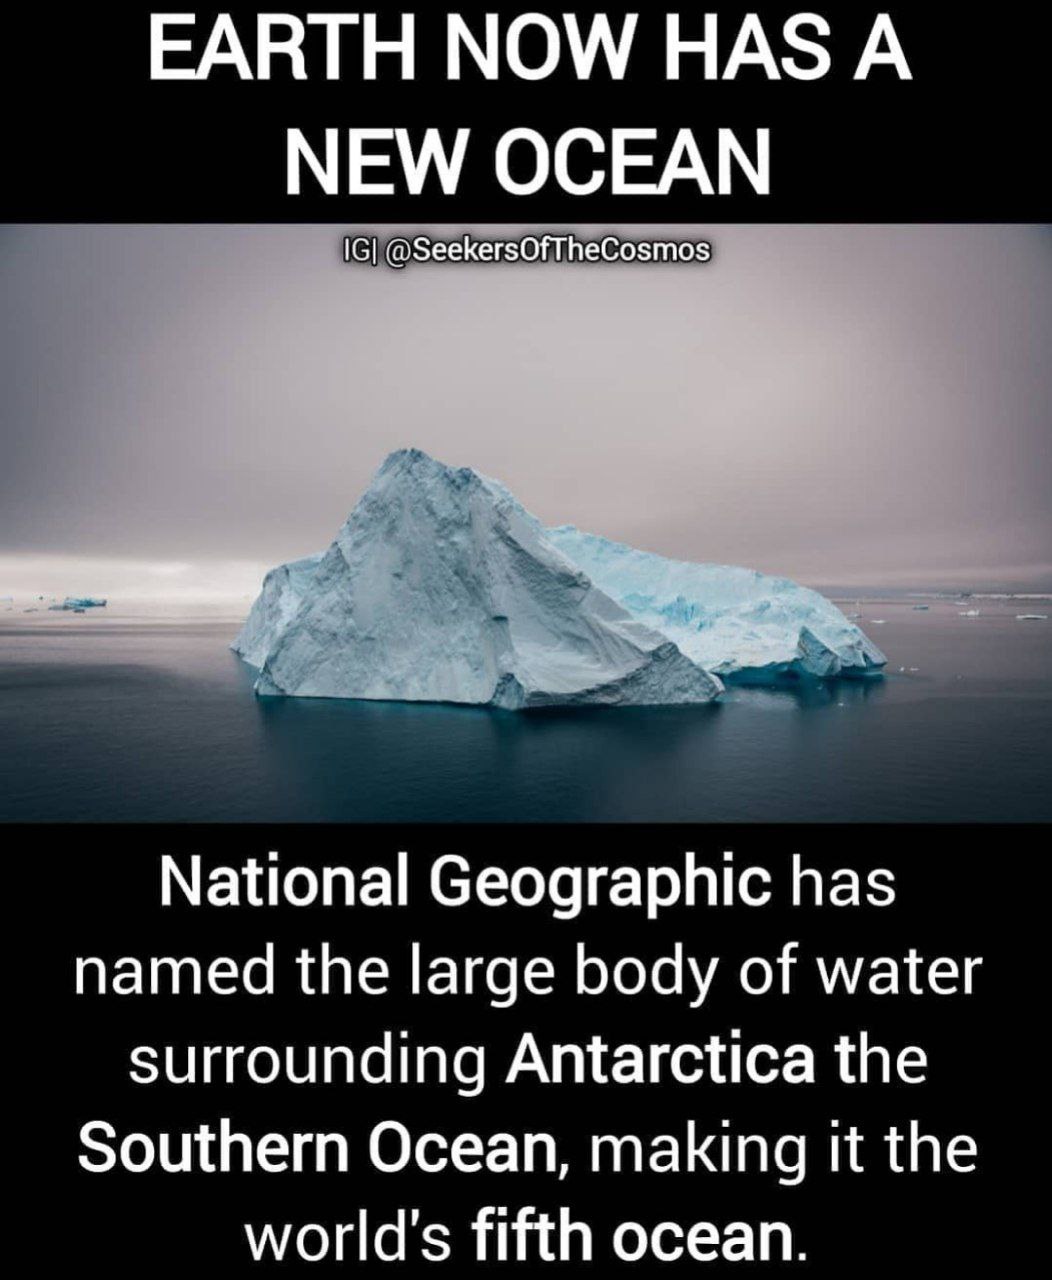 EARTH NOW HAS A
NEW OCEAN
IG| @SeekersOfTheCosmos
National Geographic has
named the large body of water
surrounding Antarctica the
Southern Ocean, making it the
world's fifth ocean.